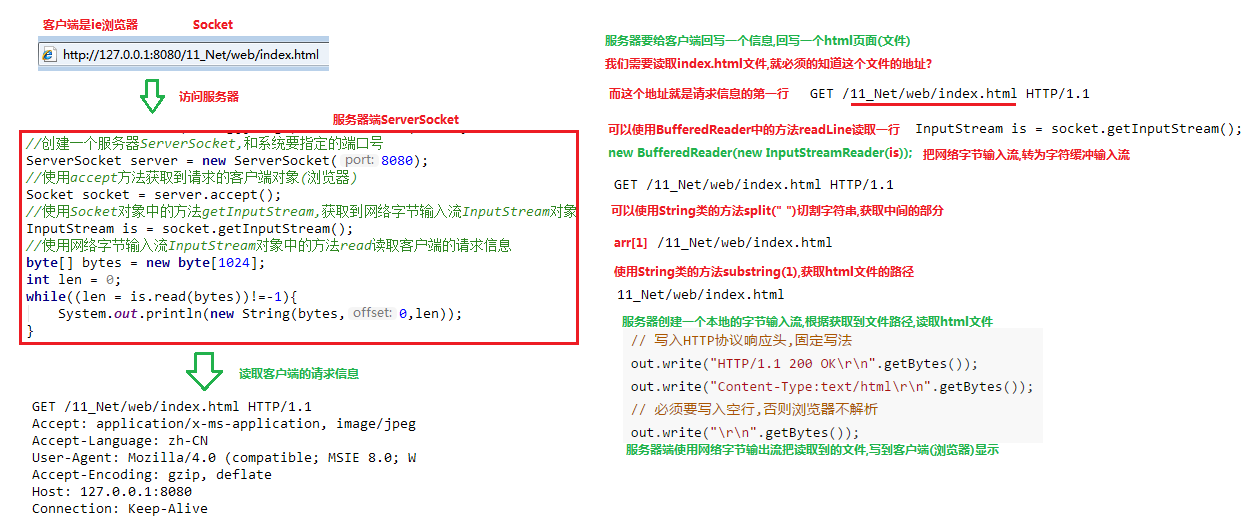 客户端是ie浏览器 Socket
http://127.0.0.1:8080/11_Net/web/index.html
访问服务器
服务器端ServerSocket
//创建一个服务器ServerSocket,和系统要指定的端口号
ServerSocket server = new ServerSocket( port: 8080);
//使用accept方法获取到请求的客户端对象(浏览器)
Socket socket = server.accept();
//使用Socket对象中的方法getInputStream,获取到网络字节输入流InputStream对象
InputStream is = socket.getInputStream();
//使用网络字节输入流InputStream对象中的方法read读取客户端的请求信息
byte[] bytes = new byte[1024];
int len = 0;
while((len = is.read(bytes))!=-1){
System.out.println(new String(bytes, offset: 0,len));
}
读取客户端的请求信息
GET /11_Net/web/index.html HTTP/1.1
Accept: application/x-ms-application, image/jpeg
Accept-Language: zh-CN
User-Agent: Mozilla/4.0 (compatible; MSIE 8.0; W
Accept-Encoding: gzip, deflate
Host: 127.0.0.1:8080
Connection: Keep-Alive
服务器要给客户端回写一个信息,回写一个html页面(文件)
我们需要读取index.html文件,就必须的知道这个文件的地址?
而这个地址就是请求信息的第一行 GET /11_Net/web/index.html HTTP/1.1
可以使用BufferedReader中的方法readLine读取一行 InputStream is = socket.getInputStream();
new BufferedReader(new InputStreamReader(is)); 把网络字节输入流,转为字符缓冲输入流
GET /11_Net/web/index.html HTTP/1.1
可以使用String类的方法split(" ")切割字符串,获取中间的部分
arr[1] /11_Net/web/index.html
使用String类的方法substring(1),获取html文件的路径
11_Net/web/index.html
服务器创建一个本地的字节输入流,根据获取到文件路径,读取html文件
// 写入HTTP协议响应头,固定写法
out.write("HTTP/1.1 200 OK\r\n".getBytes());
out.write("Content-Type:text/html\r\n".getBytes());
// 必须要写入空行,否则浏览器不解析
out.write("\r\n".getBytes());
服务器端使用网络字节输出流把读取到的文件,写到客户端(浏览器)显示